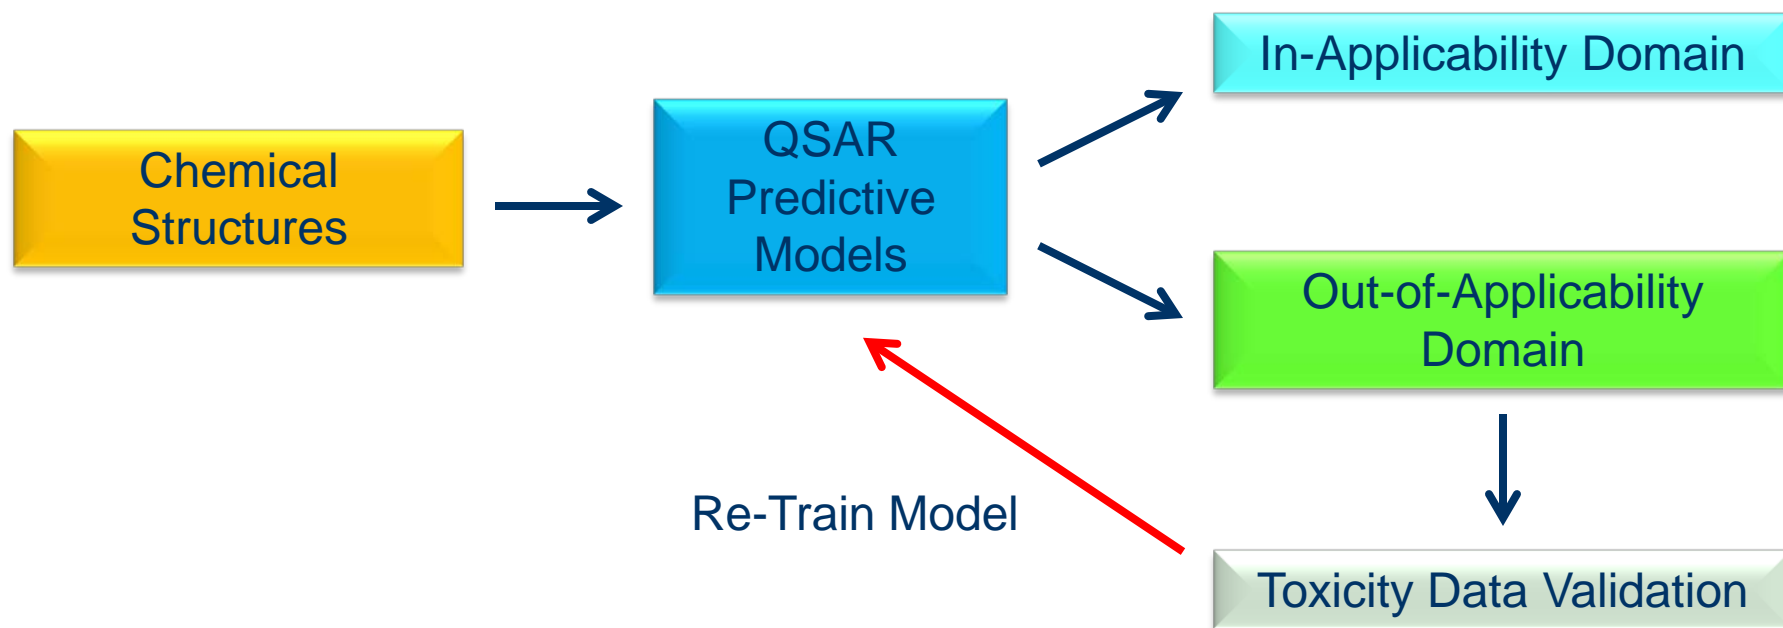 Chemical
Structures
QSAR
Predictive
Models
In-Applicability Domain
Out-of-Applicability
Domain
Re-Train Model
Toxicity Data Validation